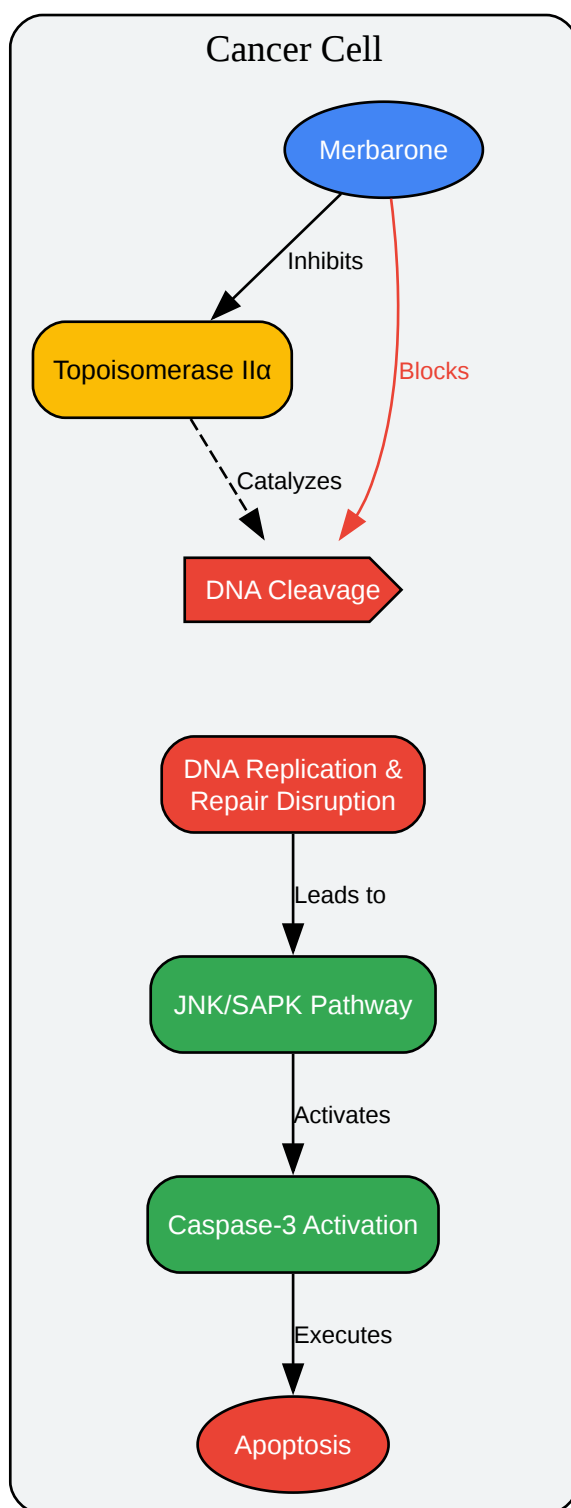 Cancer Cell
Merbarone
Inhibits
Topoisomerase IIα
Blocks
Catalyzes
DNA Cleavage
DNA Replication &
Repair Disruption
Leads to
JNK/SAPK Pathway
Activates
Caspase-3 Activation
Executes
Apoptosis